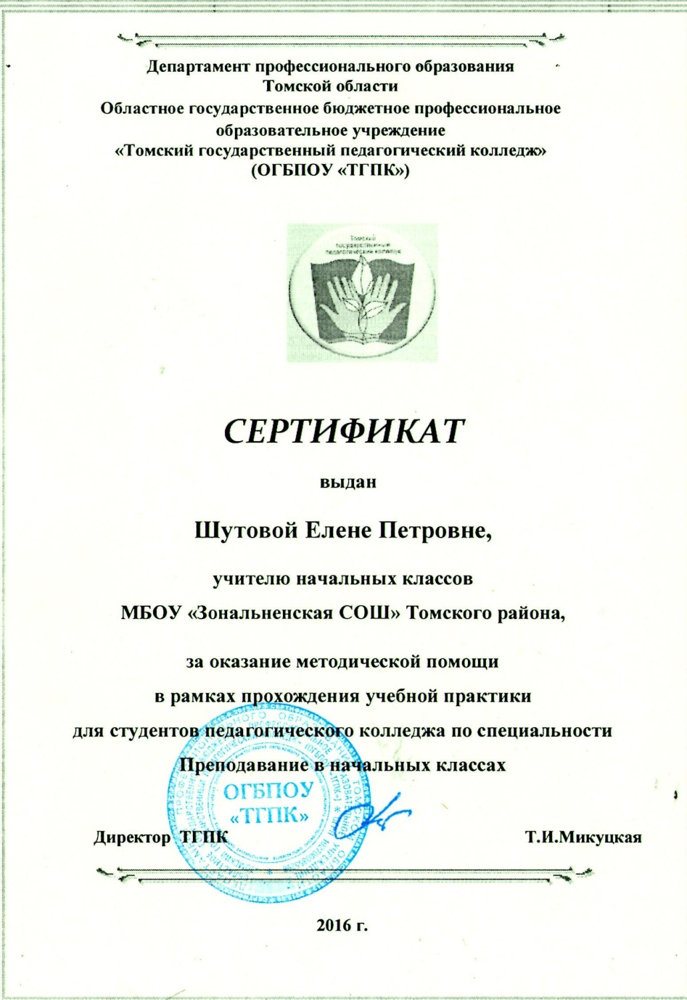 Департамент профессионального образования
Томской области
Областное государственное бюджетное профессиональное
образовательное учреждение
«Томский государственный педагогический колледж»
(ОГБПОУ «ТГПК»)
Томский
государственный
педагогический колледж
СЕРТИФИКАТ
выдан
Шутовой Елене Петровне,
учителю начальных классов
МБОУ «Зональненская СОШ» Томского района,
за оказание методической помощи
в рамках прохождения учебной практики
для студентов педагогического колледжа по специальности
Преподавание в начальных классах
ОГБПОУ
«ТГПК»
Директор ТГПК Т.И.Микуцкая
2016 г.